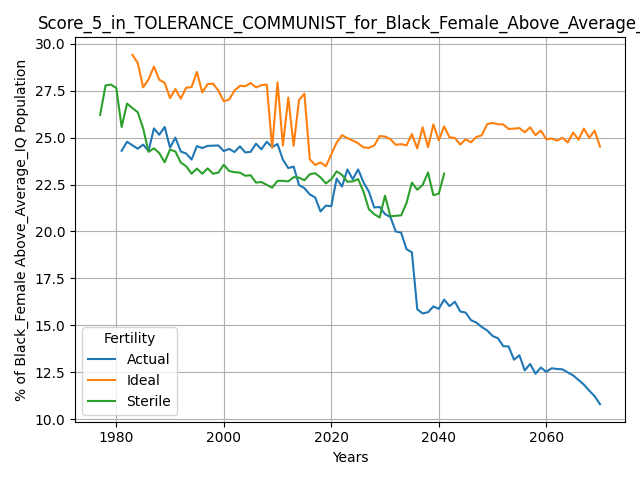 Score_5_in_TOLERANCE_COMMUNIST_for_Black_Female_Above_Average_
% of Black_Female Above_Average_IQ Population
30.0
27.5
25.0
22.5
20.0
17.5
15.0
12.5
10.0
Fertility
Actual
Ideal
Sterile
1980
2000
2020
2040
2060
Years